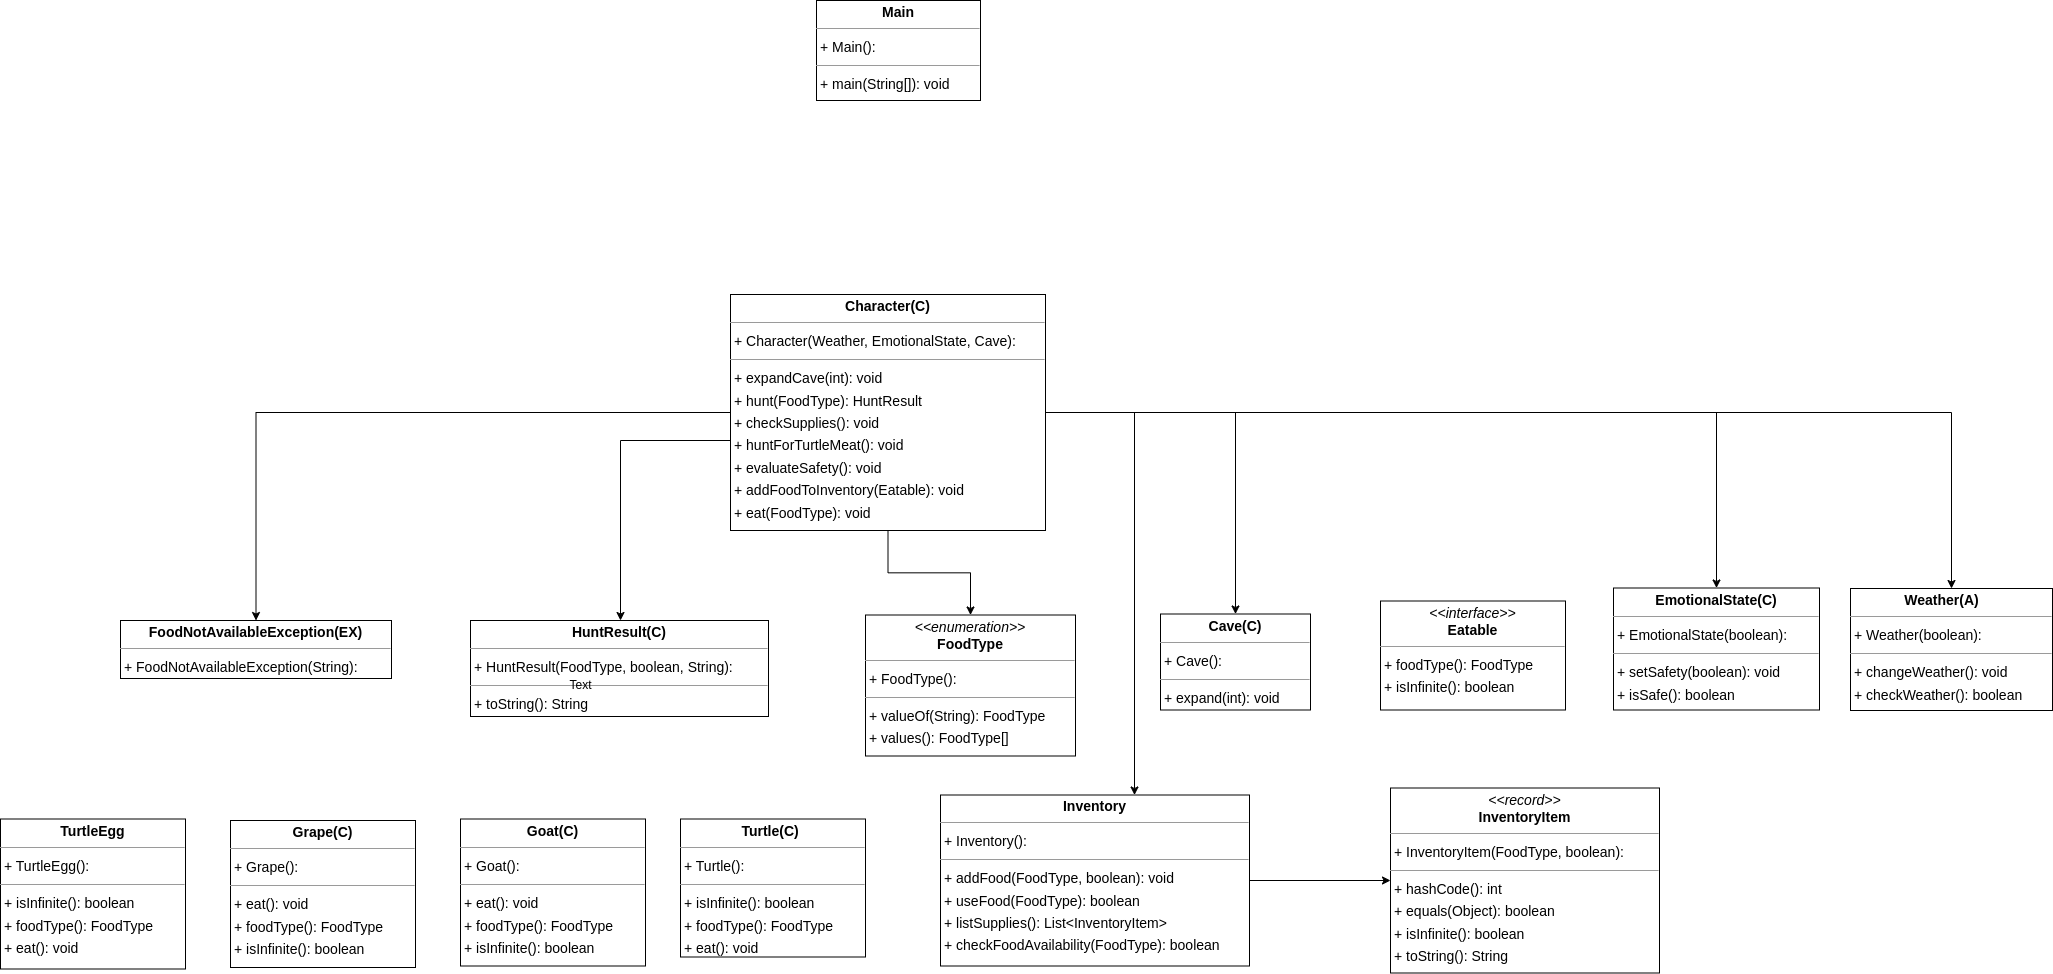 Main
+ Main():
+ main(String[]): void
Character(C)
+ Character(Weather, EmotionalState, Cave):
+ expandCave(int): void
+ hunt(FoodType): HuntResult
+ checkSupplies(): void
+ huntForTurtleMeat(): void
+ evaluateSafety(): void
+ addFoodToInventory(Eatable): void
+ eat(FoodType): void
FoodNotAvailableException(EX)
+ FoodNotAvailableException(String):
HuntResult(C)
+ HuntResult(FoodType, boolean, String):
Text
+ toString(): String
<<enumeration>>
FoodType
+ FoodType():
+ valueOf(String): FoodType
+ values(): FoodType[]
Cave(C)
+ Cave():
+ expand(int): void
<<interface>>
Eatable
+ foodType(): FoodType
+ isInfinite(): boolean
EmotionalState(C)
+ EmotionalState(boolean):
+ setSafety(boolean): void
+ isSafe(): boolean
Weather(A)
+ Weather(boolean):
+ changeWeather(): void
+ checkWeather(): boolean
TurtleEgg
+ TurtleEgg():
+ isInfinite(): boolean
+ foodType(): FoodType
+ eat(): void
Grape(C)
+ Grape():
+ eat(): void
+ foodType(): FoodType
+ isInfinite(): boolean
Goat(C)
+ Goat():
+ eat(): void
+ foodType(): FoodType
+ isInfinite(): boolean
Turtle(C)
+ Turtle():
+ isInfinite(): boolean
+ foodType(): FoodType
+ eat(): void
Inventory
+ Inventory():
+ addFood(FoodType, boolean): void
+ useFood(FoodType): boolean
+ listSupplies(): List<InventoryItem>
+ checkFoodAvailability(FoodType): boolean
<<record>>
InventoryItem
+ InventoryItem(FoodType, boolean):
+ hashCode(): int
+ equals(Object): boolean
+ isInfinite(): boolean
+ toString(): String